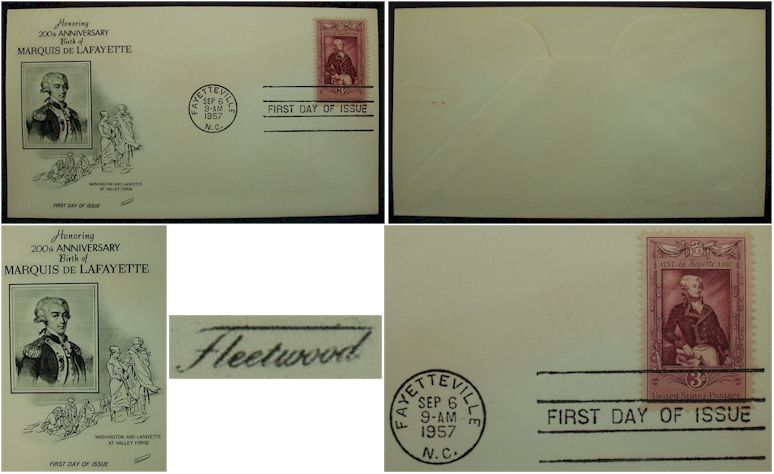 Honoring
200th ANNIVERSARY
Birth of
MARQUIS DE LAFAYETTE
WASHINGTON AND LAFAYETTE
AT VALLEY FORGE
FIRST DAY OF ISSUE
Fleetwood
FAYETTEVILLE
SEP 6
9-AM
1957
N.C.
FIRST DAY OF ISSUE
3¢
Honoring
200th ANNIVERSARY
Birth of
MARQUIS DE LAFAYETTE
WASHINGTON AND LAFAYETTE
AT VALLEY FORGE
FIRST DAY OF ISSUE
Fleetwood
Fleetwood
1757 La Fayette 1957
3¢
United States Postage
FAYETTEVILLE
SEP 6
9-AM
1957
N.C.
FIRST DAY OF ISSUE